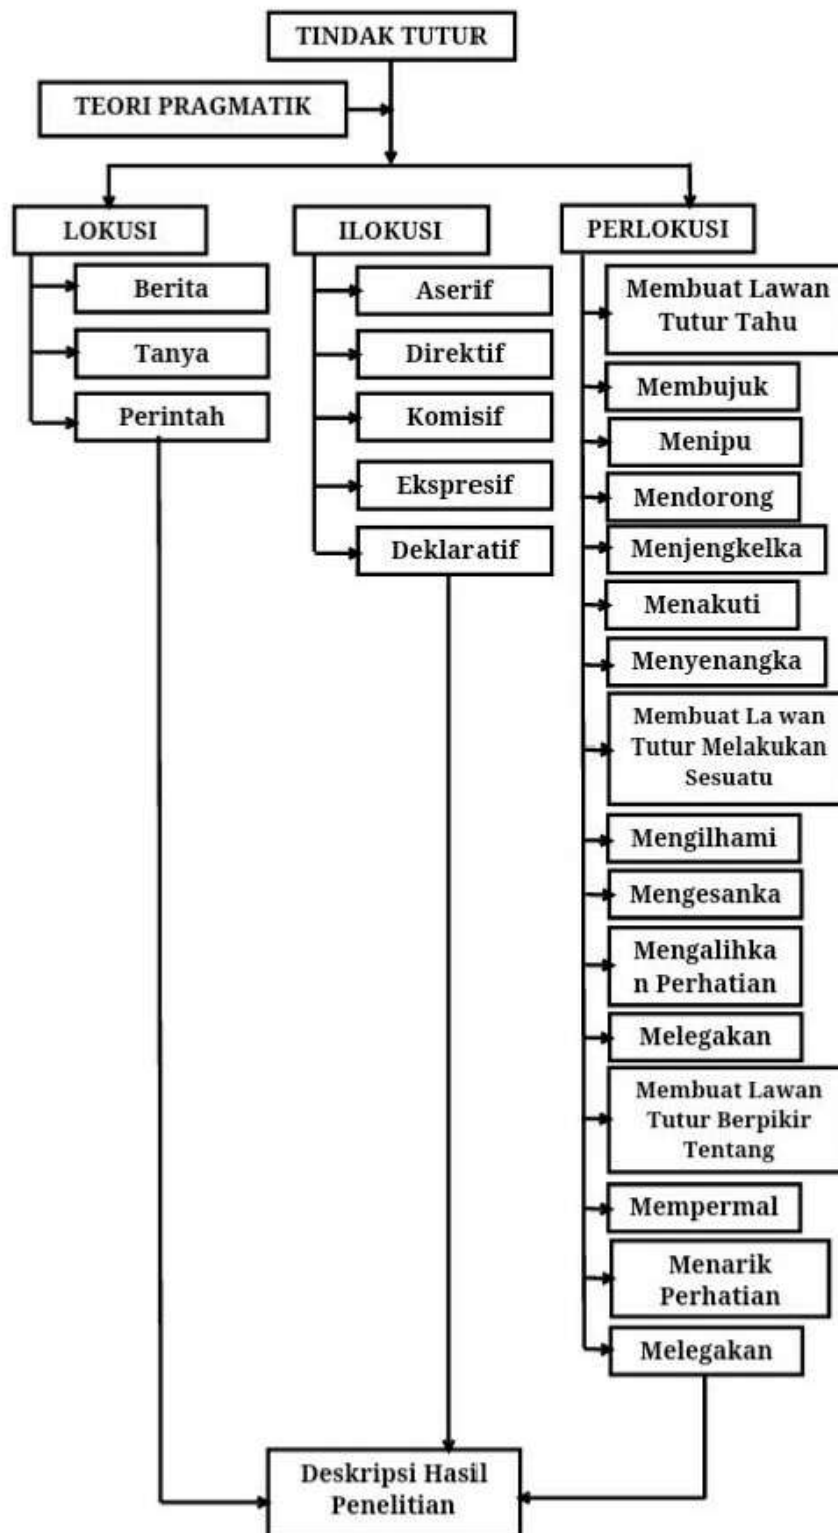 TINDAK TUTUR
TEORI PRAGMATIK
LOKUSI
Berita
Tanya
Perintah
ILOKUSI
Aserif
Direktif
Komisif
Ekspresif
Deklaratif
PERLOKUSI
Membuat Lawan
Tutur Tahu
Membujuk
Menipu
Mendorong
Menjengkelka
Menakuti
Menyenangka
Membuat La wan
Tutur Melakukan
Sesuatu
Mengilhami
Mengesanka
Mengalihka
n Perhatian
Melegakan
Membuat Lawan
Tutur Berpikir
Tentang
Mempermal
Menarik
Perhatian
Melegakan
Deskripsi Hasil
Penelitian